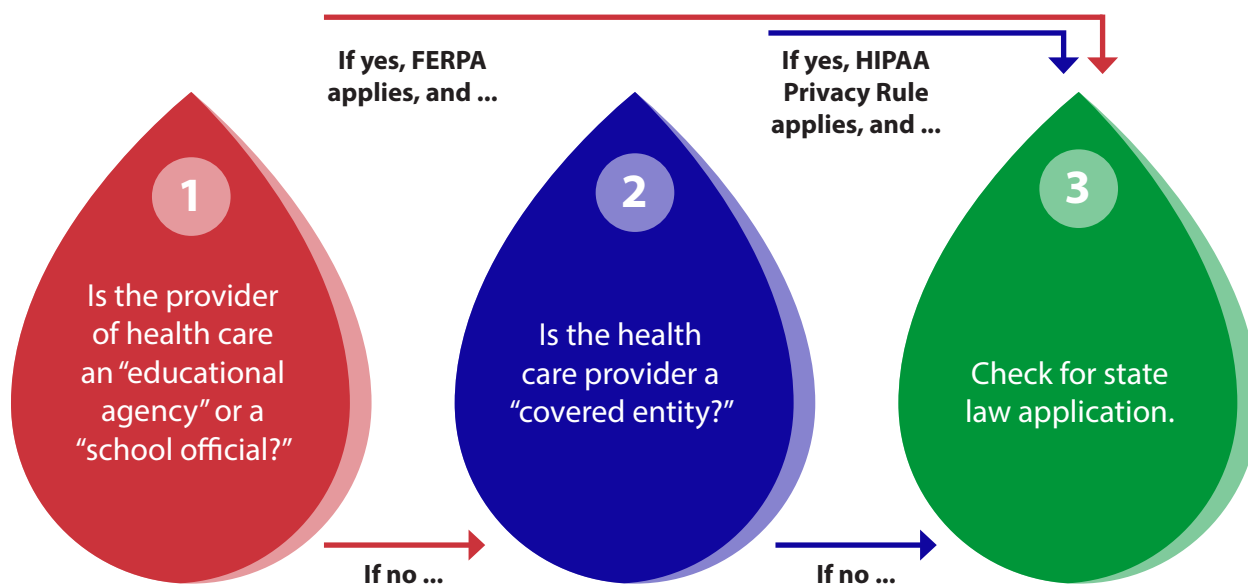 If yes, FERPA
applies, and ...
If yes, HIPAA
Privacy Rule
applies, and ...
1
Is the provider
of health care
an “educational
agency” or a
“school official?”
2
Is the health
care provider a
“covered entity?”
3
Check for state
law application.
If no ...
If no ...